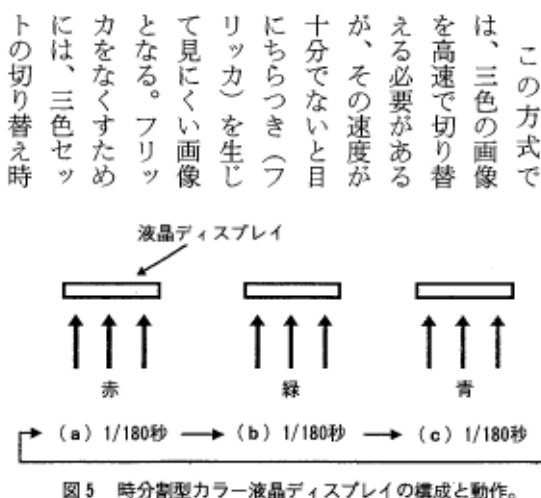 この方式で
は、三色の画像
を高速で切り替
える必要がある
が、その速度が
十分でないと目
にちらつき（フ
リッカ）を生じ
て見にくい画像
となる。フリッ
カをなくすため
には、三色セッ
トの切り替え時
液晶ディスプレイ
赤 緑 青
(a) 1/180秒 (b) 1/180秒 (c) 1/180秒
図5 時分割型カラー液晶ディスプレイの構成と動作。